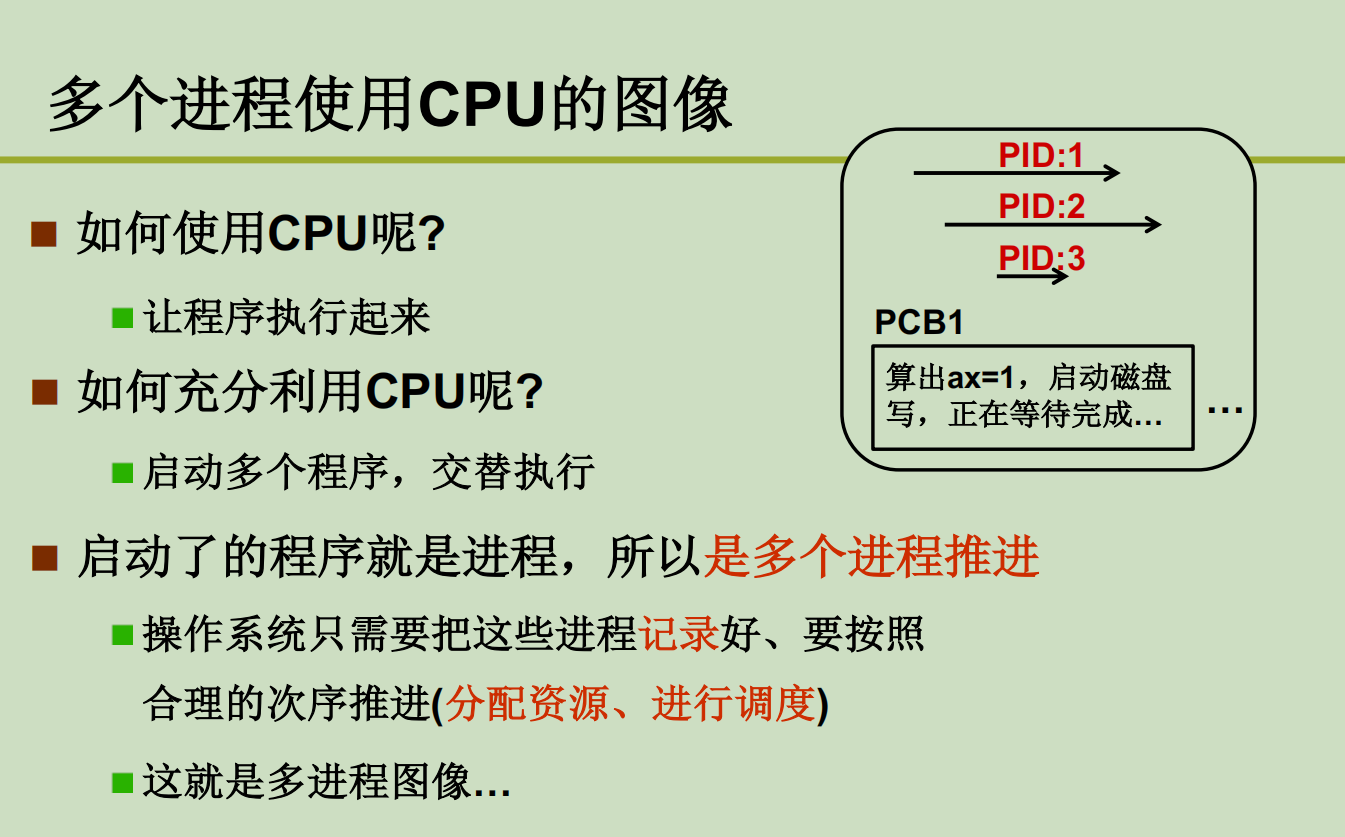 多个进程使用CPU的图像
如何使用CPU呢?
让程序执行起来
如何充分利用CPU呢?
启动多个程序，交替执行
启动了的程序就是进程，所以是多个进程推进
操作系统只需要把这些进程记录好、要按照
合理的次序推进(分配资源、进行调度)
这就是多进程图像…
PID:1
PID:2
PID:3
PCB1
算出ax=1，启动磁盘
写，正在等待完成…
…